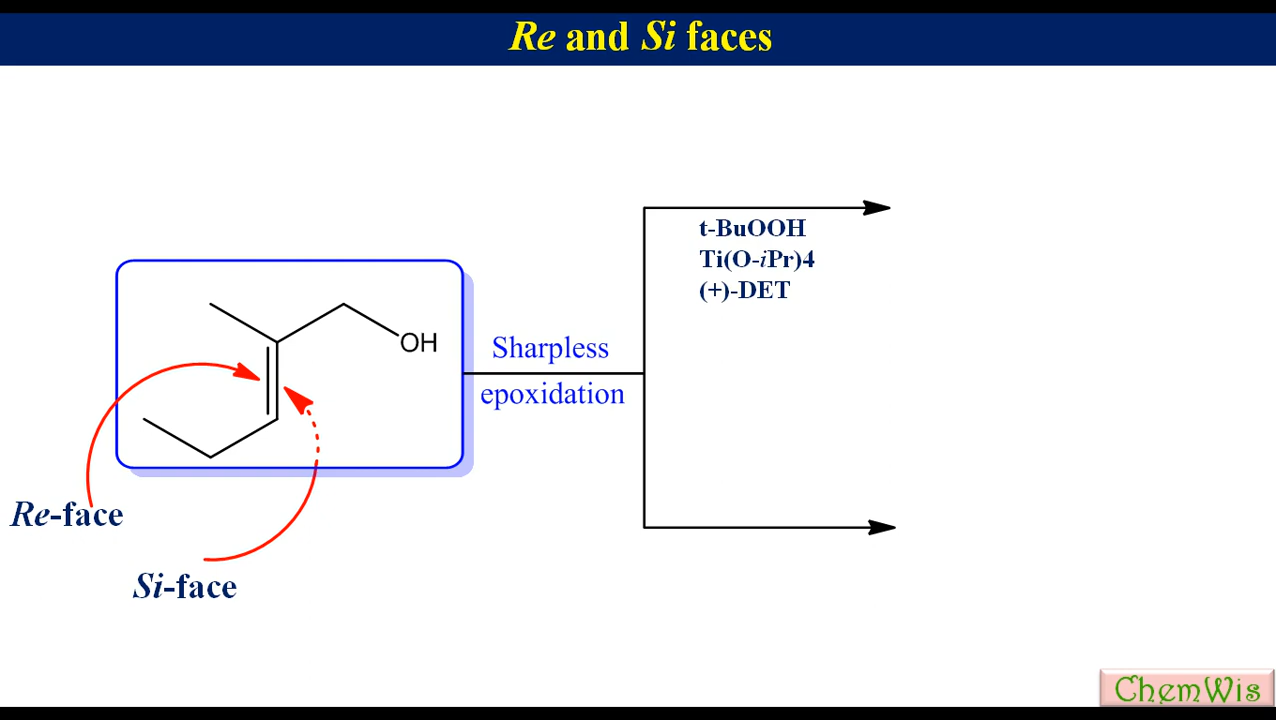 Re and Si faces
t-BuOOH
Ti(O-iPr)4
(+)-DET
OH
Sharpless
epoxidation
Re-face
Si-face
ChemWis